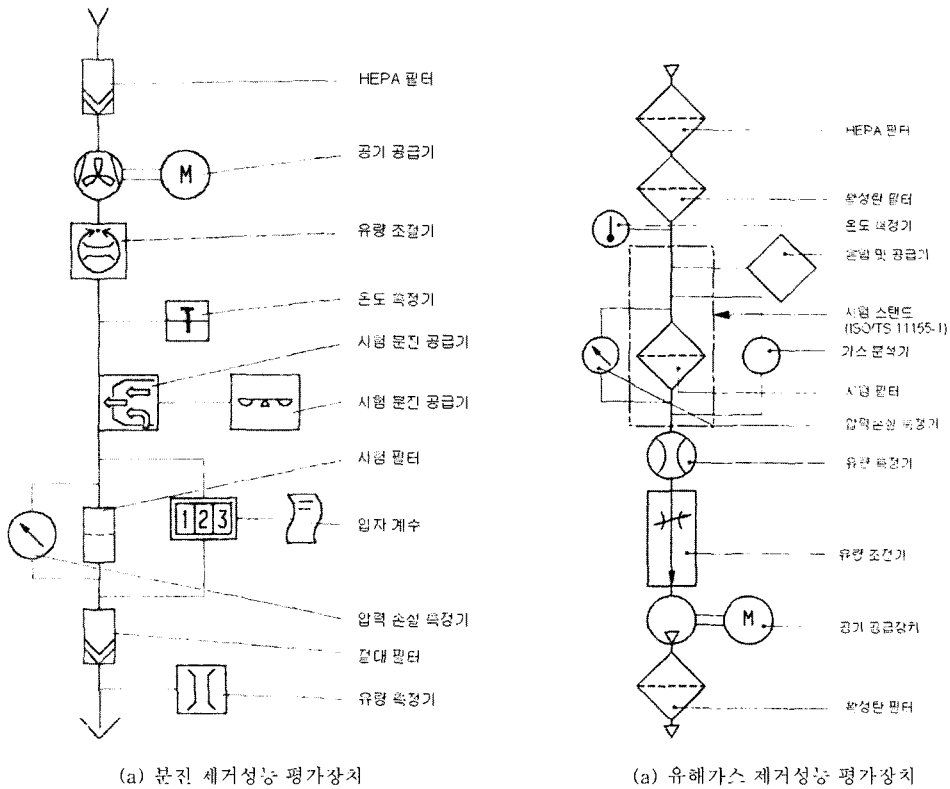 HEPA 필터
공기 공급기
M
유량 조절기
온도 측정기
T
시험 분진 공급기
시험 분진 공급기
시험 필터
입자 계수
1 2 3
압력 손실 측정기
절대 필터
유량 측정기
(a) 분진 제거성능 평가장치
HEPA 필터
활성탄 필터
온도 측정기
공급기
시험 스탠드
(ISO/TS 11155-1)
가스 분석기
시험 필터
압력손실 측정기
유량 측정기
유량 조절기
M
공기 공급장치
활성탄 필터
(a) 유해가스 제거성능 평가장치